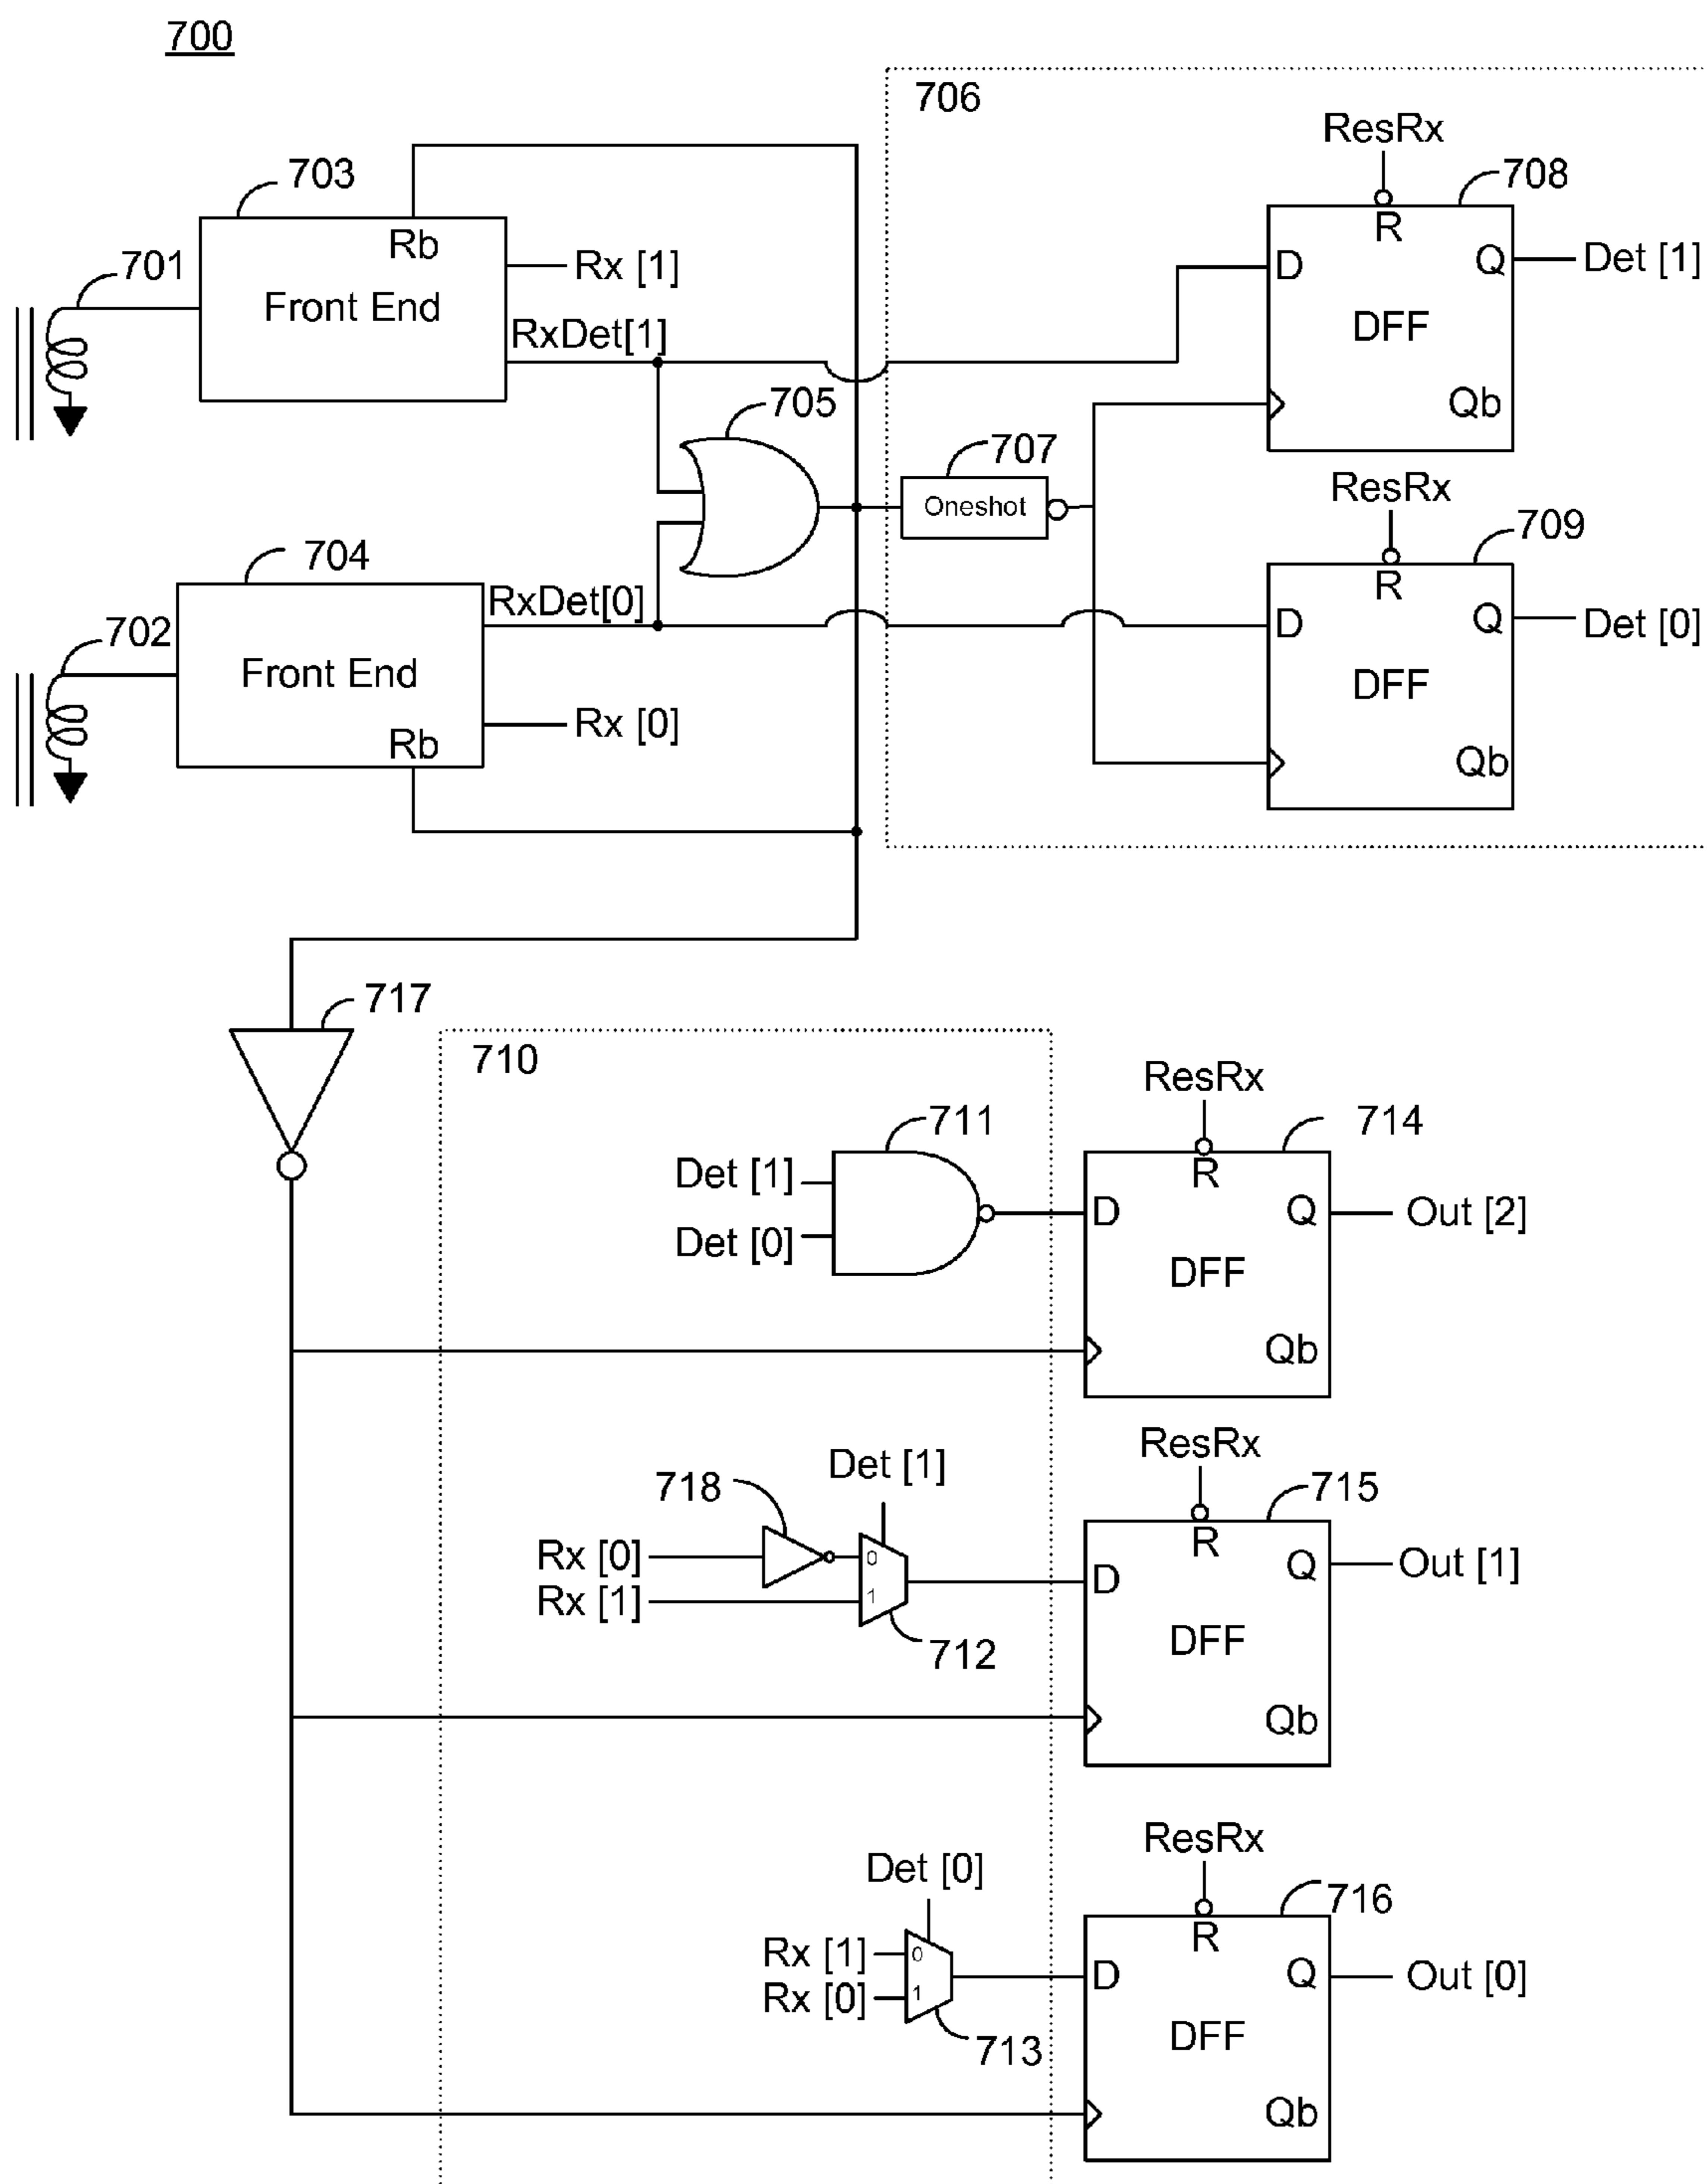 700
706
ResRx
703
708
Rb
R
701
Rx [1]
D
Q
Det [1]
Front End
RxDet[1]
DFF
705
Qb
707
ResRx
Oneshot
709
704
R
RxDet[0]
702
D
Q
Det [0]
Front End
DFF
Rx [0]
Rb
Qb
717
710
ResRx
711
714
Det [1]
R
D
Q
Out [2]
Det [0]
DFF
Qb
ResRx
Det [1]
718
715
R
Rx [0]
0
Q
Out [1]
D
Rx [1]
1
712
DFF
Qb
ResRx
Det [0]
716
R
Rx [1]
0
D
Q
Out [0]
Rx [0]
1
713
DFF
Qb